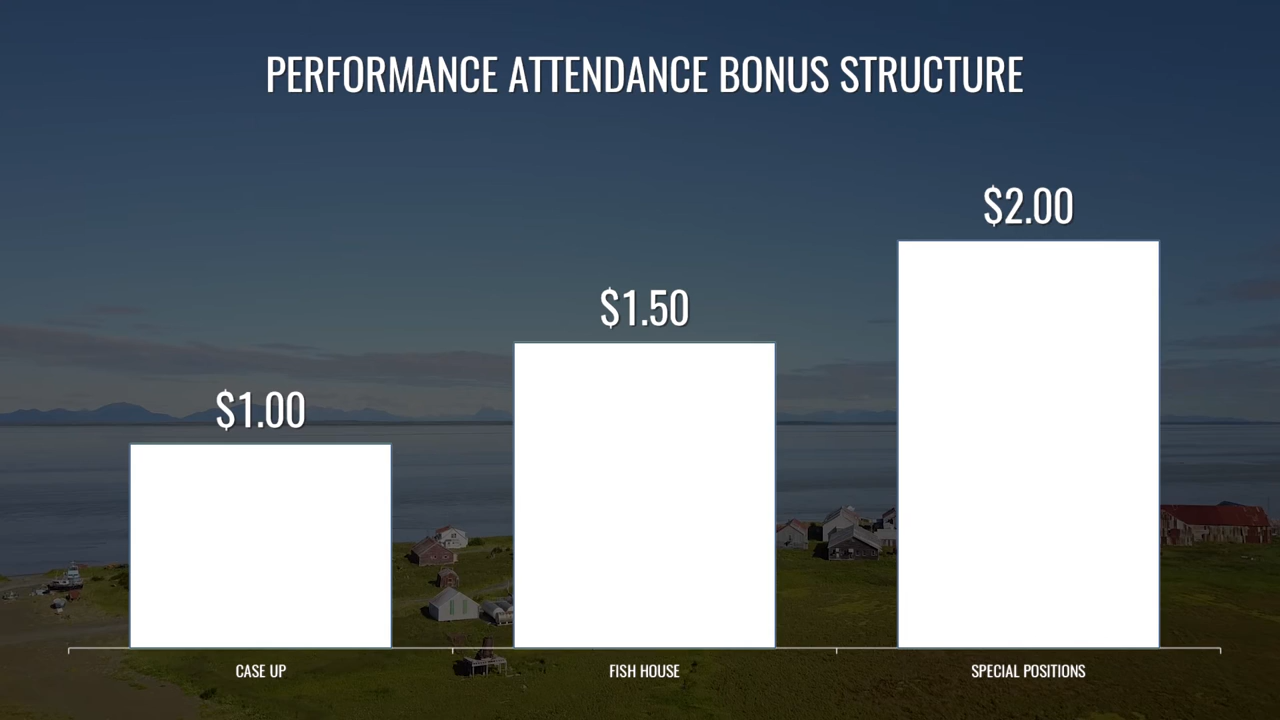 PERFORMANCE ATTENDANCE BONUS STRUCTURE
$2.00
$1.50
$1.00
CASE UP
FISH HOUSE
SPECIAL POSITIONS